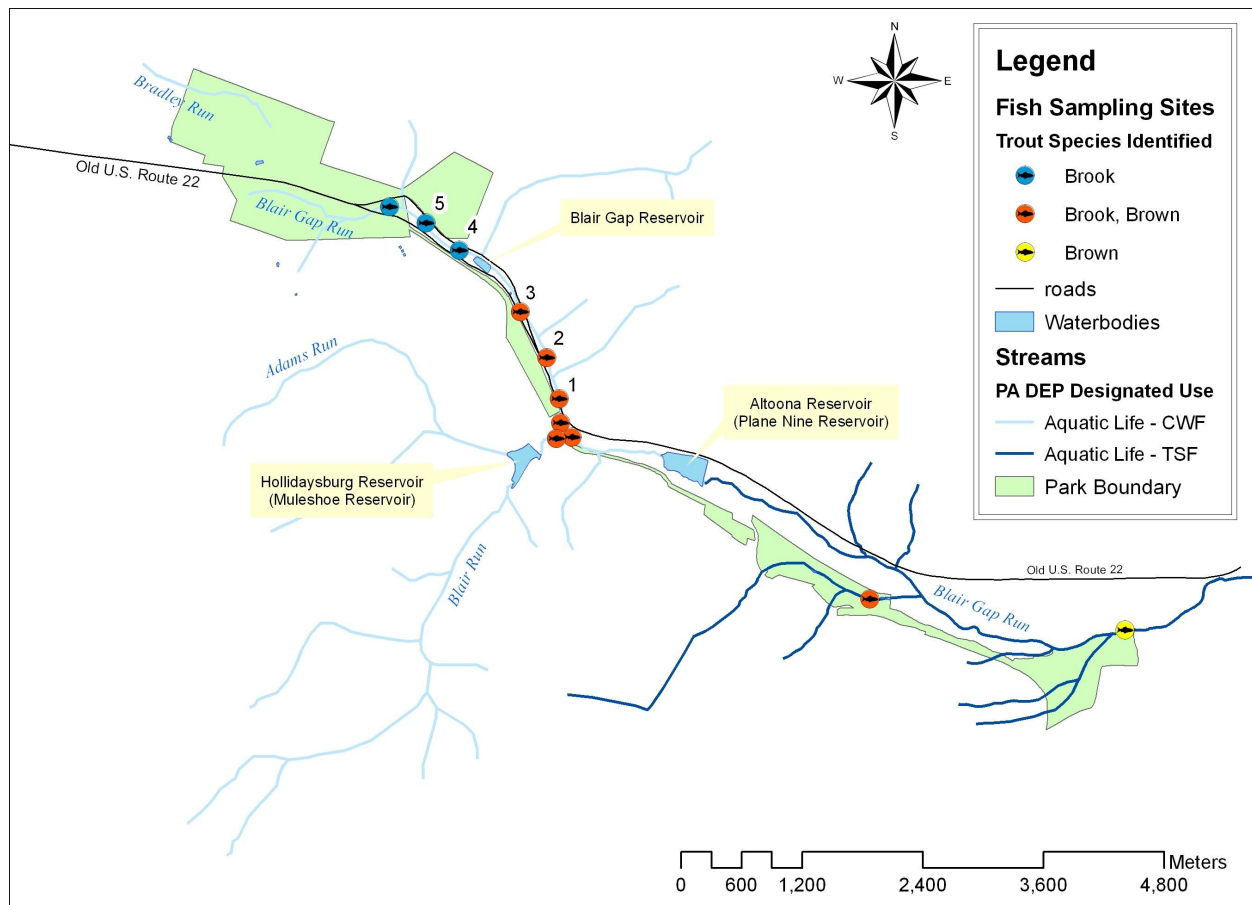 N
W
E
S
Legend
Fish Sampling Sites
Trout Species Identified
Brook
Brook, Brown
Brown
roads
Waterbodies
Streams
PA DEP Designated Use
Aquatic Life - CWF
Aquatic Life - TSF
Park Boundary
Bradley Run
Old U.S. Route 22
Blair Gap Run
5
4
Blair Gap Reservoir
3
2
1
Adams Run
Altoona Reservoir
(Plane Nine Reservoir)
Hollidaysburg Reservoir
(Muleshoe Reservoir)
Blair Run
Old U.S. Route 22
Blair Gap Run
Meters
0 600 1,200 2,400 3,600 4,800